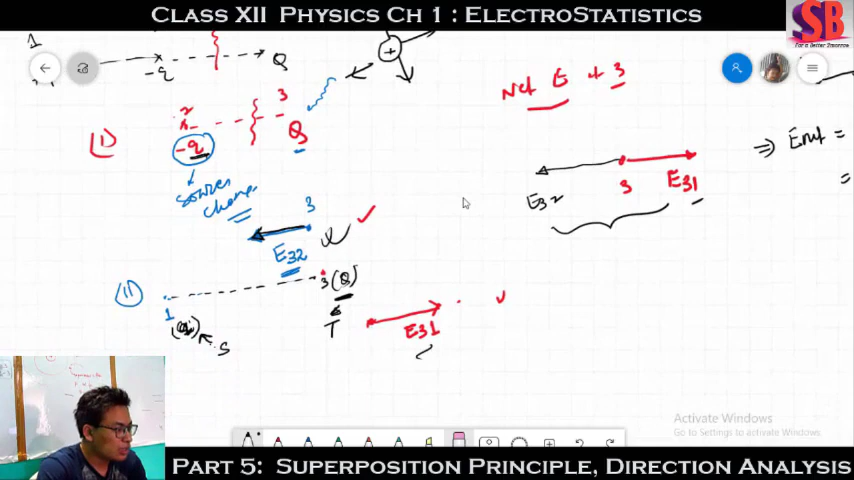 CLASS XII PHYSICS CH 1 : ELECTROSTATISTICS
SB
For a Better Tomorrow
1
-q Q
+
Net E at 3
2 3
(I) -q Q
source charge
E32 3 E31
⇒ Enet =
=
3
E32
(II) 1 3(Q)
S T
E31
Activate Windows
Go to Settings to activate Windows.
PART 5: SUPERPOSITION PRINCIPLE, DIRECTION ANALYSIS